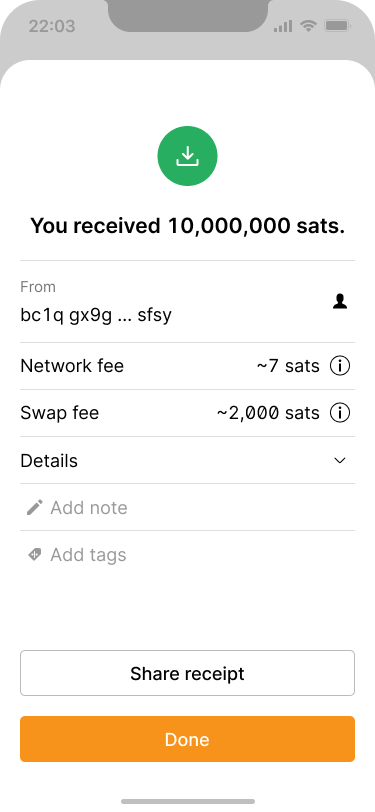 22:03
You received 10,000,000 sats.
From
bc1q gx9g ... sfsy
Network fee ~7 sats
Swap fee ~2,000 sats
Details
Add note
Add tags
Share receipt
Done